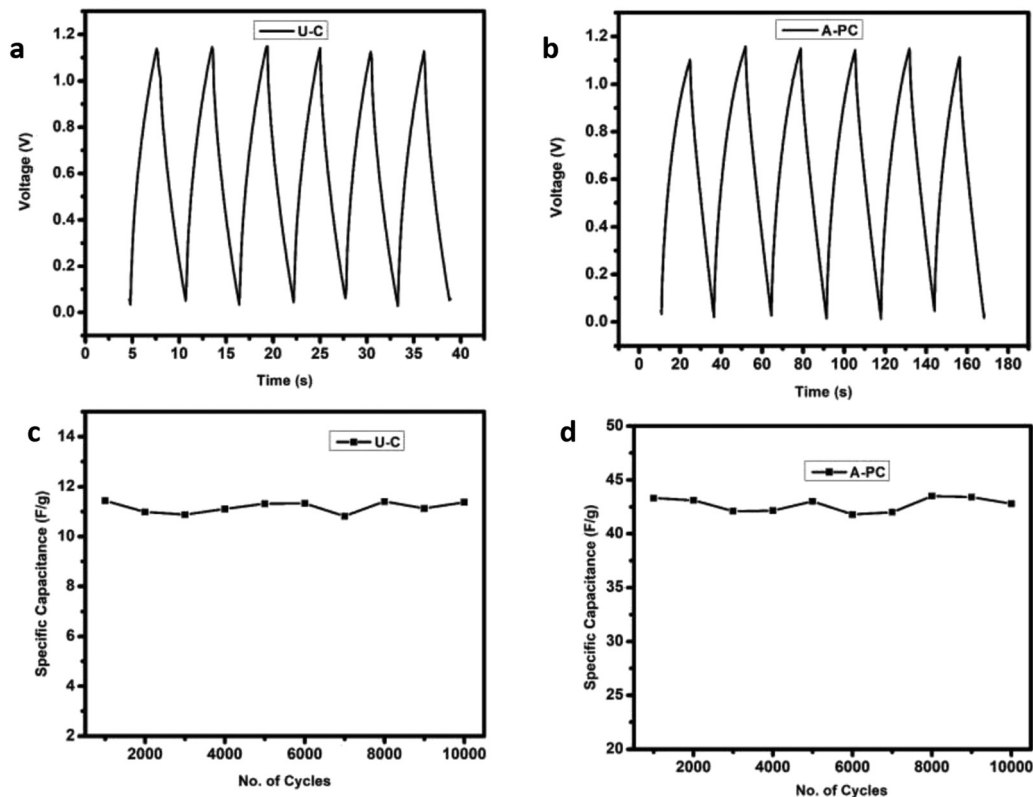 a
U-C
1.2
1.0
0.8
0.6
0.4
0.2
0.0
Voltage (V)
0 5 10 15 20 25 30 35 40
Time (s)
b
A-PC
1.2
1.0
0.8
0.6
0.4
0.2
0.0
Voltage (V)
0 20 40 60 80 100 120 140 160 180
Time (s)
c
U-C
14
12
10
8
6
4
2
Specific Capacitance (F/g)
2000 4000 6000 8000 10000
No. of Cycles
d
A-PC
50
45
40
35
30
25
20
Specific Capacitance (F/g)
2000 4000 6000 8000 10000
No. of Cycles